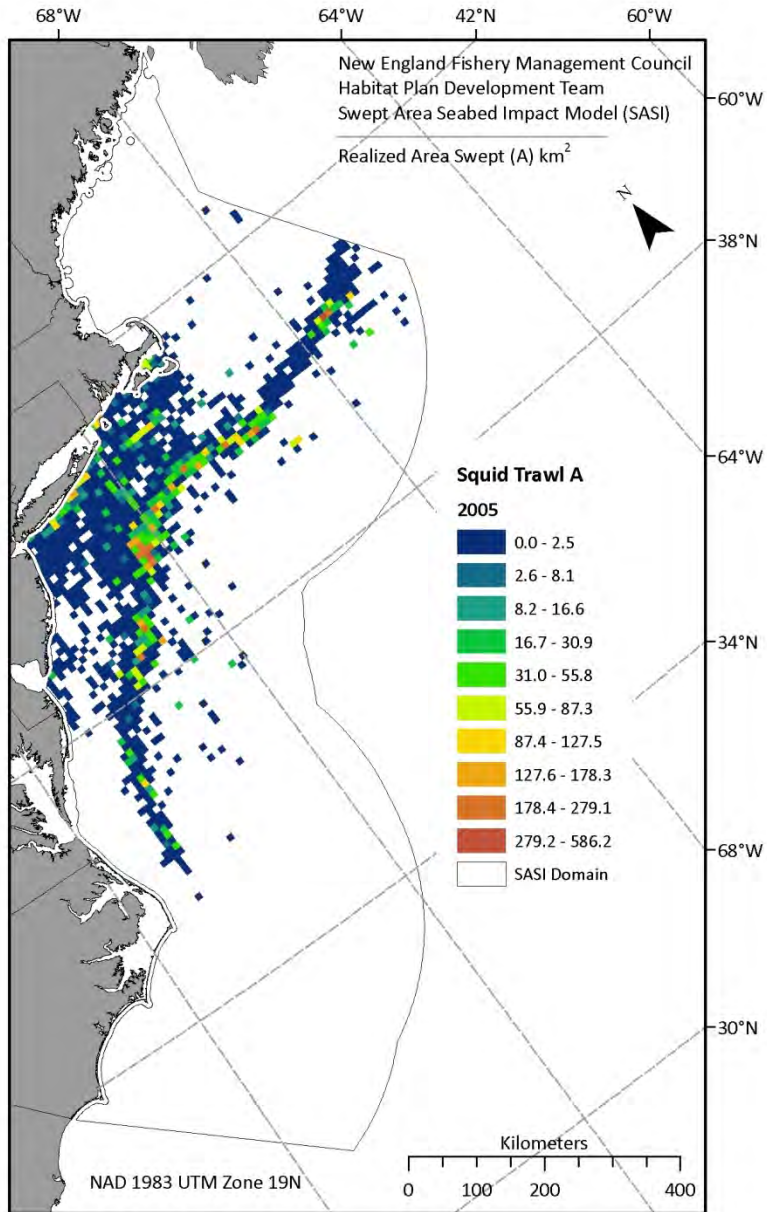 68°W 64°W 42°N 60°W
New England Fishery Management Council
Habitat Plan Development Team
Swept Area Seabed Impact Model (SASI)
Realized Area Swept (A) km²
60°W
N
38°N
64°W
Squid Trawl A
2005
0.0 - 2.5
2.6 - 8.1
8.2 - 16.6
16.7 - 30.9
31.0 - 55.8
55.9 - 87.3
87.4 - 127.5
127.6 - 178.3
178.4 - 279.1
279.2 - 586.2
SASI Domain
34°N
68°W
30°N
Kilometers
0 100 200 400
NAD 1983 UTM Zone 19N